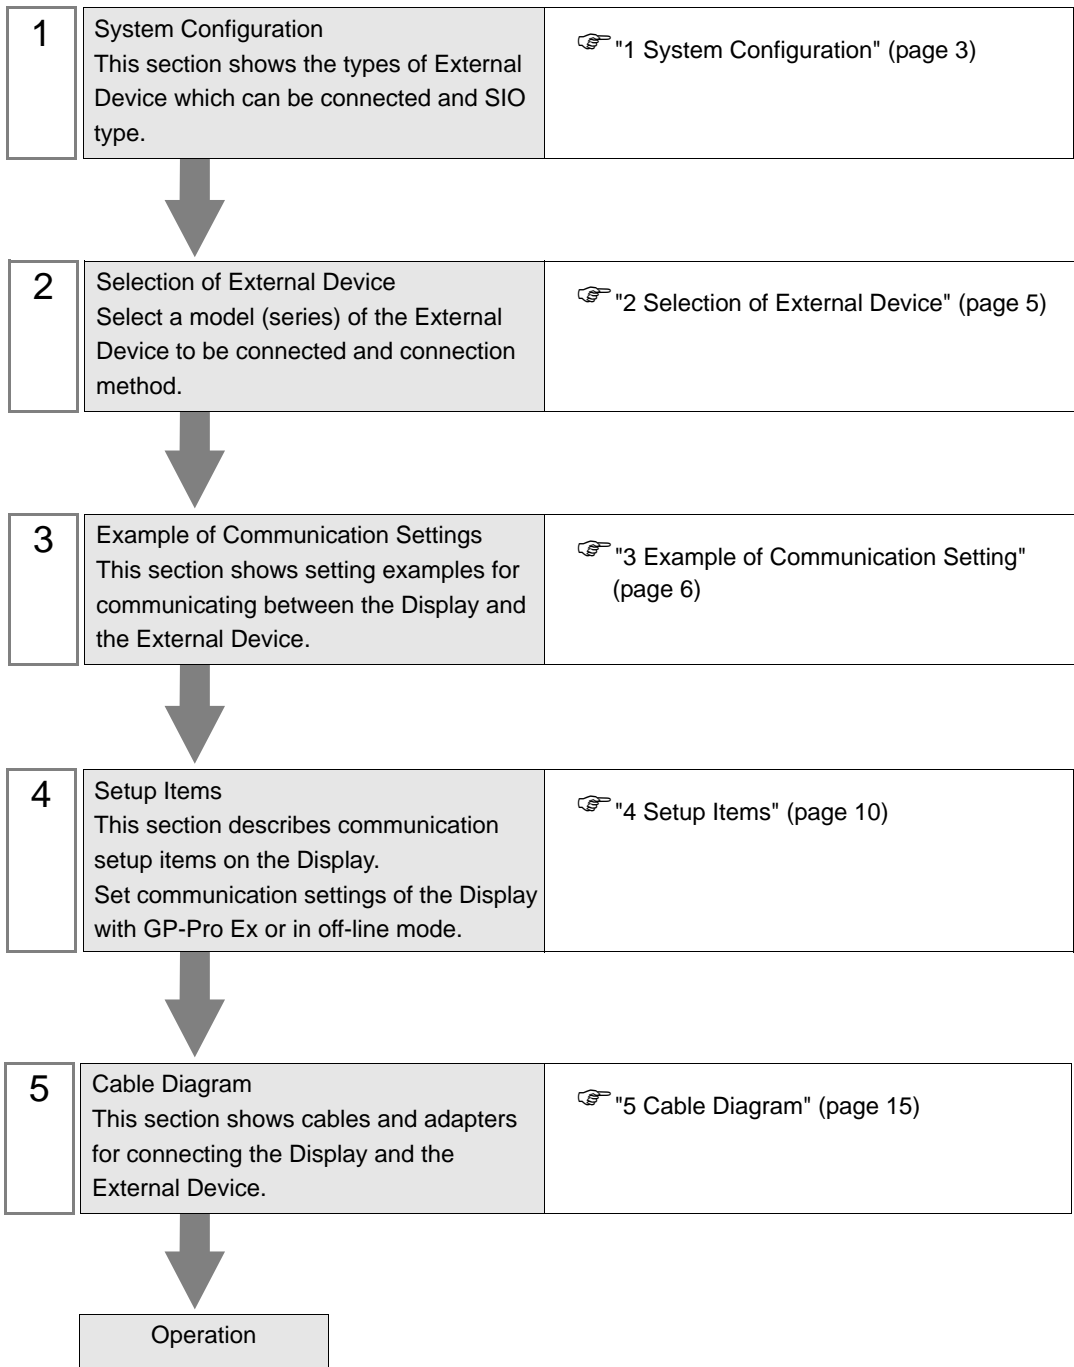 1
System Configuration
This section shows the types of External
Device which can be connected and SIO
type.
"1 System Configuration" (page 3)
2
Selection of External Device
Select a model (series) of the External
Device to be connected and connection
method.
"2 Selection of External Device" (page 5)
3
Example of Communication Settings
This section shows setting examples for
communicating between the Display and
the External Device.
"3 Example of Communication Setting"
(page 6)
4
Setup Items
This section describes communication
setup items on the Display.
Set communication settings of the Display
with GP-Pro Ex or in off-line mode.
"4 Setup Items" (page 10)
5
Cable Diagram
This section shows cables and adapters
for connecting the Display and the
External Device.
"5 Cable Diagram" (page 15)
Operation